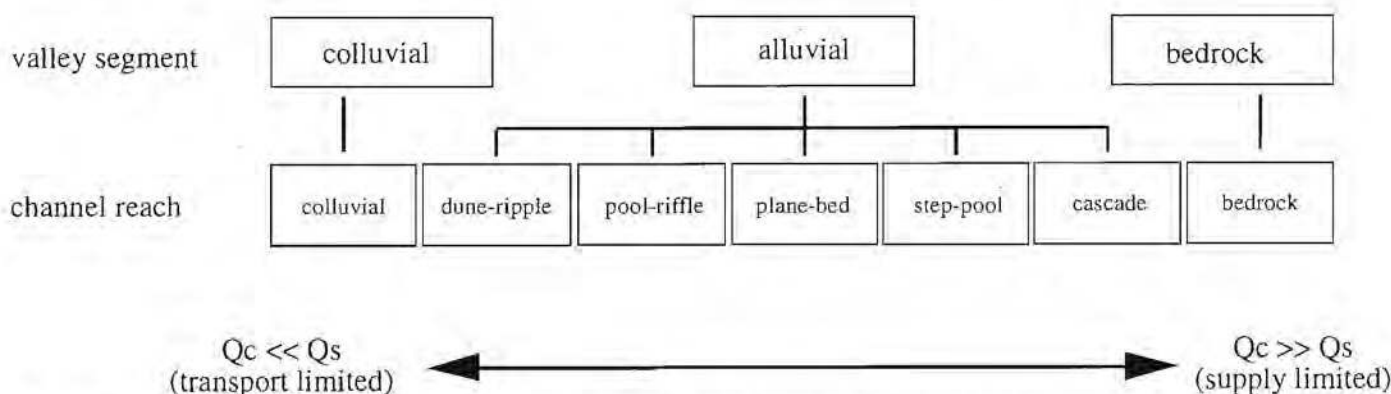 valley segment colluvial alluvial bedrock
channel reach colluvial dune-ripple pool-riffle plane-bed step-pool cascade bedrock
Qc << Qs Qc >> Qs
(transport limited) (supply limited)